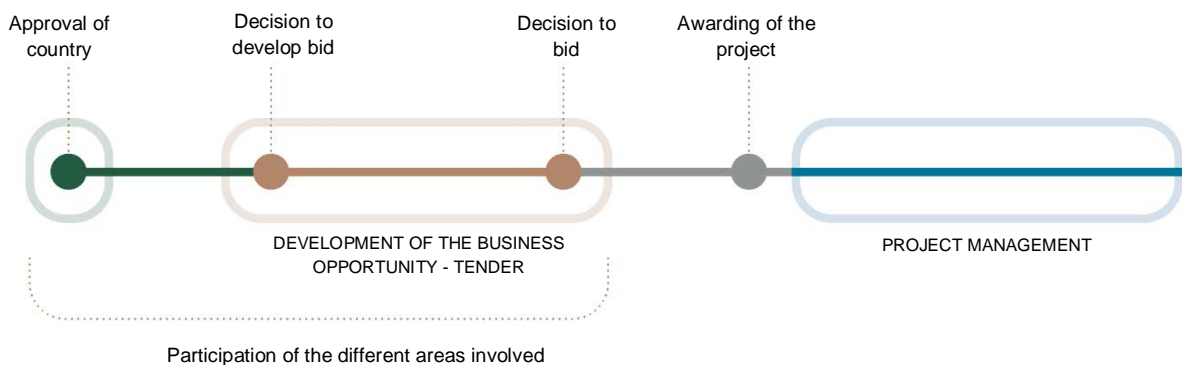 Approval of
country
Decision to
develop bid
Decision to
bid
Awarding of the
project
DEVELOPMENT OF THE BUSINESS
OPPORTUNITY - TENDER
PROJECT MANAGEMENT
Participation of the different areas involved